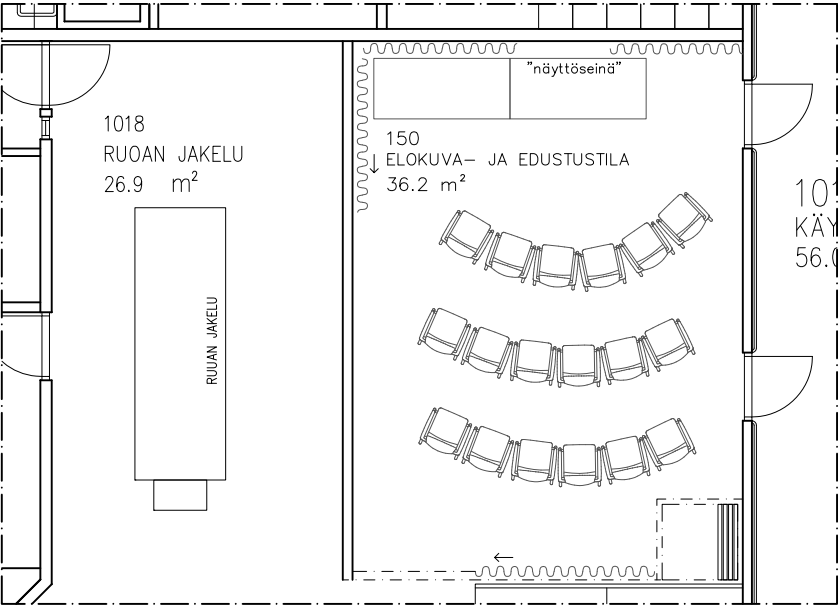 "näyttöseinä"
1018
RUOAN JAKELU
26.9 m²
150
ELOKUVA- JA EDUSTUSTILA
36.2 m²
RUUAN JAKELU
101
KÄY
56.0